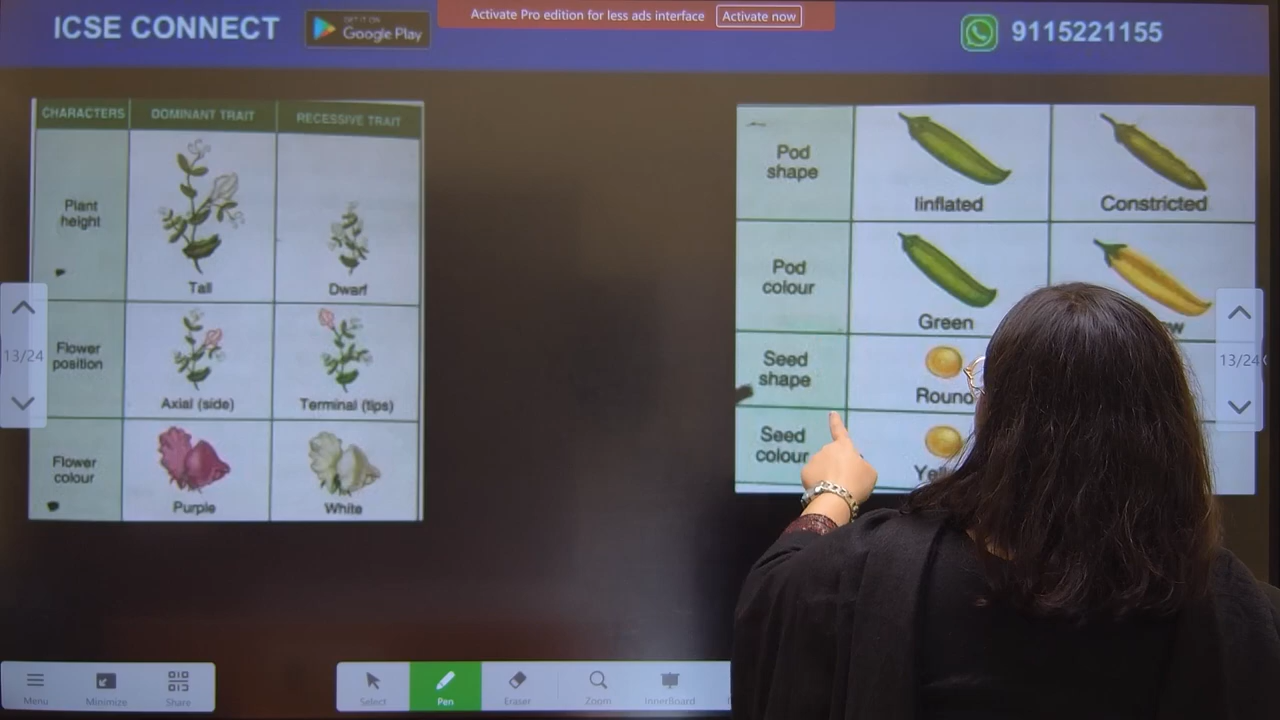 ICSE CONNECT
GET IT ON
Google Play
Activate Pro edition for less ads interface
Activate now
9115221155
CHARACTERS
DOMINANT TRAIT
RECESSIVE TRAIT
Plant
height
Tall
Dwarf
Flower
position
Axial (side)
Terminal (tips)
Flower
colour
Purple
White
Pod
shape
Iinflated
Constricted
Pod
colour
Green
Seed
shape
Seed
colour
13/24
13/24
Menu
Minimize
Share
Select
Pen
Eraser
Zoom
InnerBoard